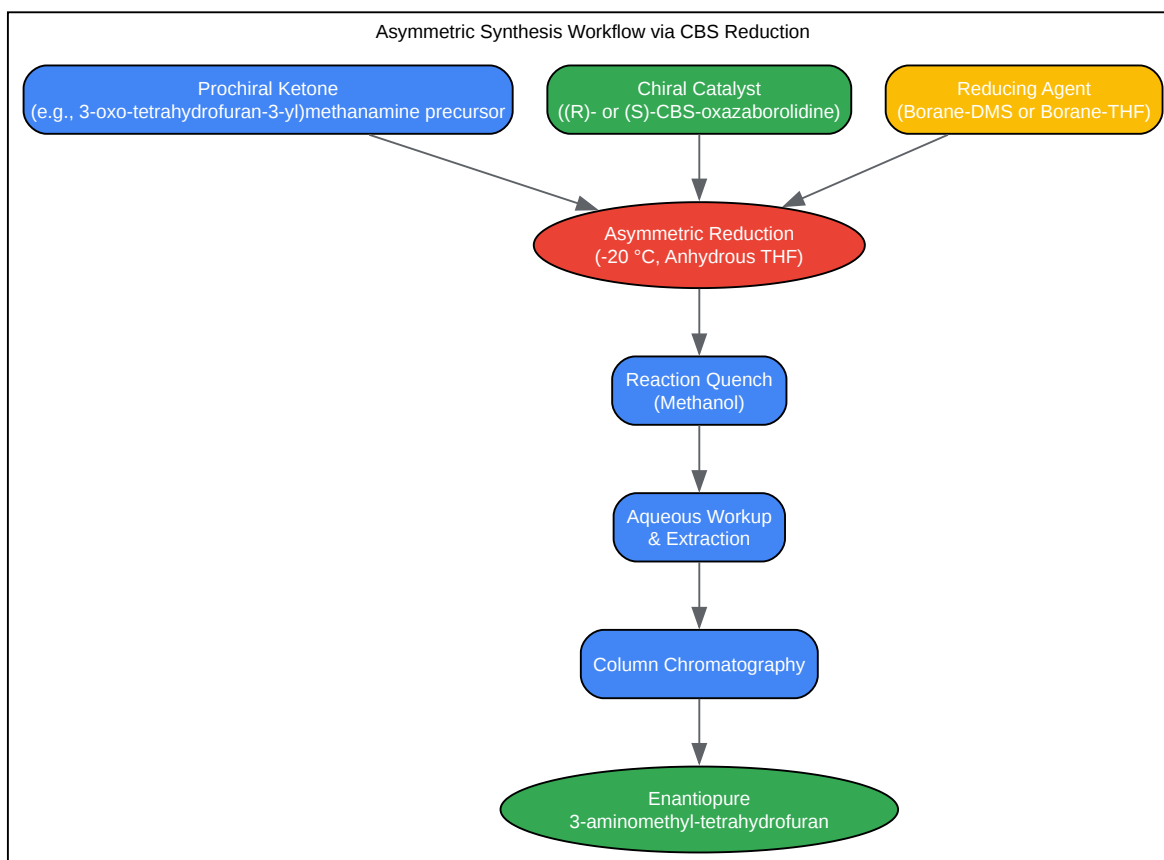 Asymmetric Synthesis Workflow via CBS Reduction
Prochiral Ketone
(e.g., 3-oxo-tetrahydrofuran-3-yl)methanamine precursor
Chiral Catalyst
((R)- or (S)-CBS-oxazaborolidine)
Reducing Agent
(Borane-DMS or Borane-THF)
Asymmetric Reduction
(-20 °C, Anhydrous THF)
Reaction Quench
(Methanol)
Aqueous Workup
& Extraction
Column Chromatography
Enantiopure
3-aminomethyl-tetrahydrofuran